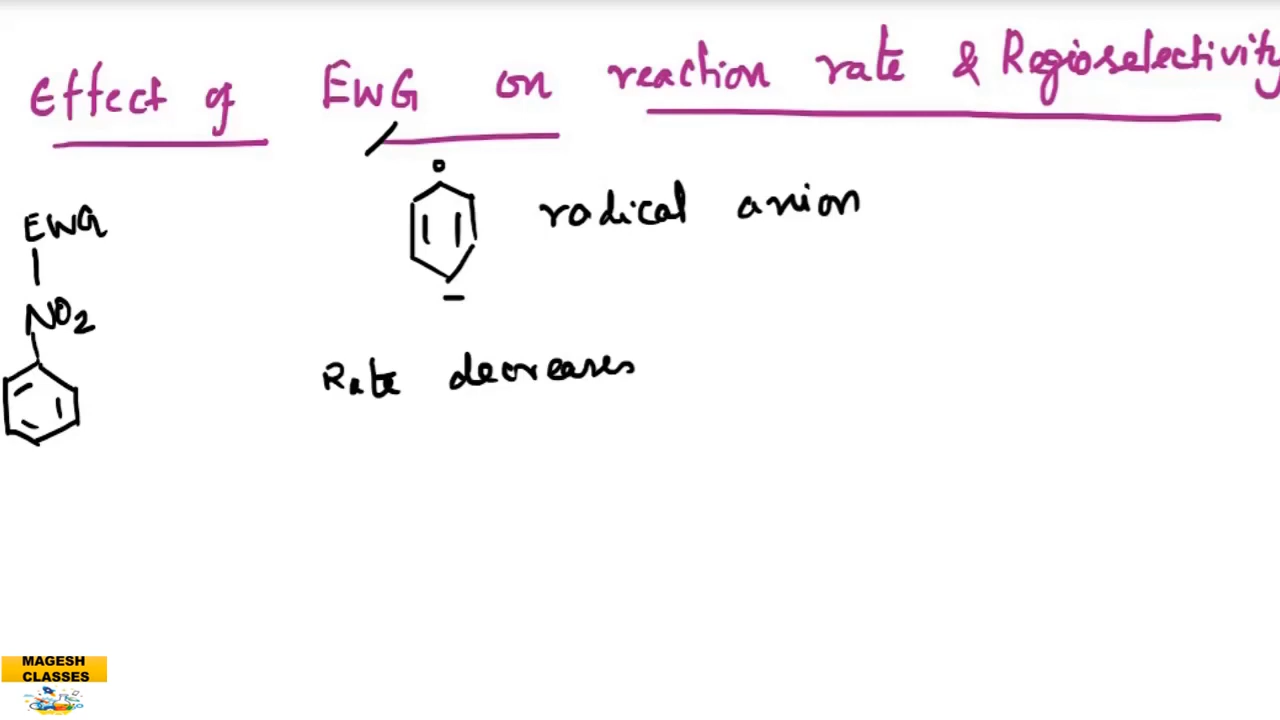 Effect of EWG on reaction rate & Regioselectivity
EWG
radical anion
NO2
Rate decreases
MAGESH
CLASSES